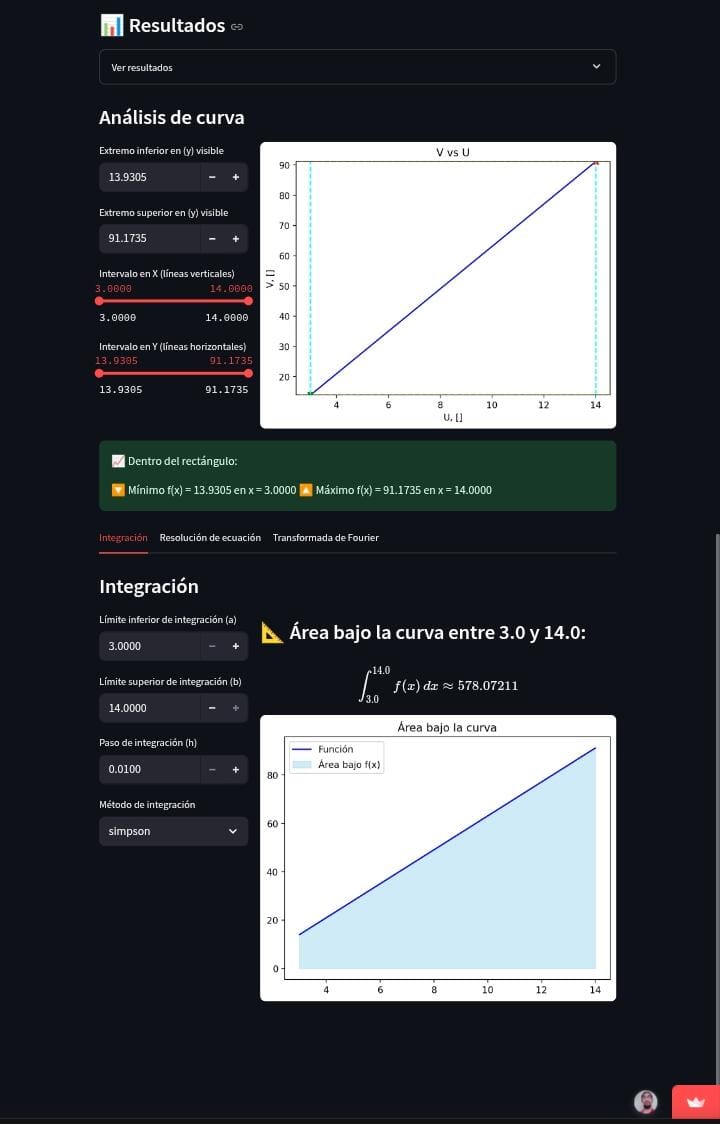 📊 Resultados
Ver resultados
Análisis de curva
Extremo inferior en (y) visible
13.9305 − +
Extremo superior en (y) visible
91.1735 − +
Intervalo en X (líneas verticales)
3.0000 14.0000
3.0000 14.0000
Intervalo en Y (líneas horizontales)
13.9305 91.1735
13.9305 91.1735
V vs U
90
80
70
60
50
40
30
20
V, []
4 6 8 10 12 14
U, []
📈 Dentro del rectángulo:
🔽 Mínimo f(x) = 13.9305 en x = 3.0000 🔼 Máximo f(x) = 91.1735 en x = 14.0000
Integración Resolución de ecuación Transformada de Fourier
Integración
Límite inferior de integración (a)
3.0000 − +
Límite superior de integración (b)
14.0000 − +
Paso de integración (h)
0.0100 − +
Método de integración
simpson
📐 Área bajo la curva entre 3.0 y 14.0:
∫_{3.0}^{14.0} f(x) dx ≈ 578.07211
Área bajo la curva
Función
Área bajo f(x)
80
60
40
20
0
4 6 8 10 12 14